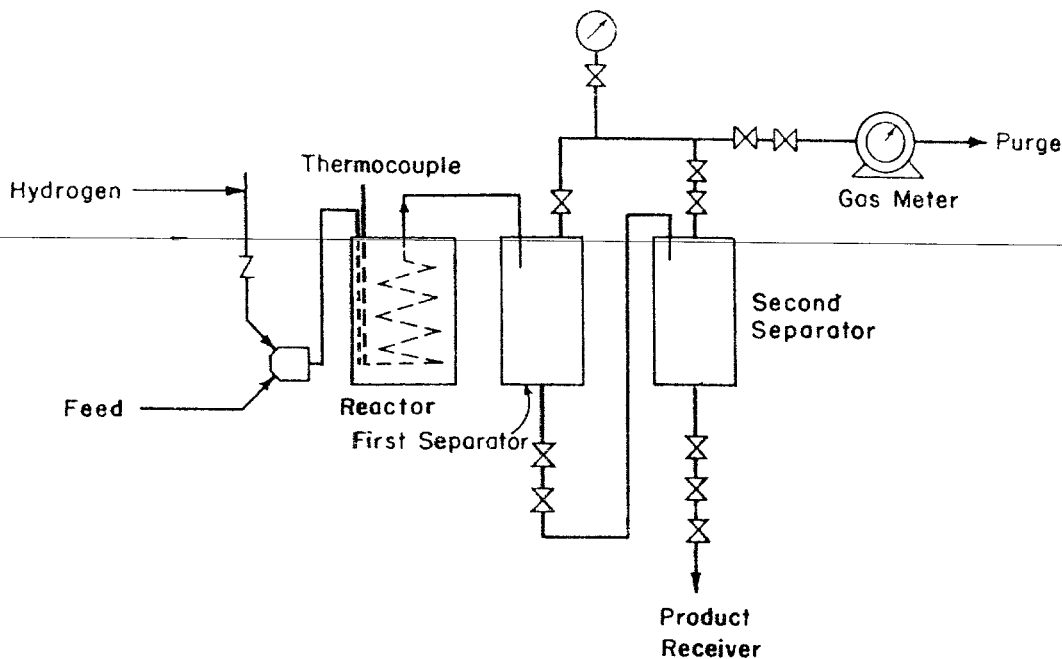 Thermocouple
Hydrogen
Purge
Gas Meter
Second
Separator
Feed
Reactor
First Separator
Product
Receiver